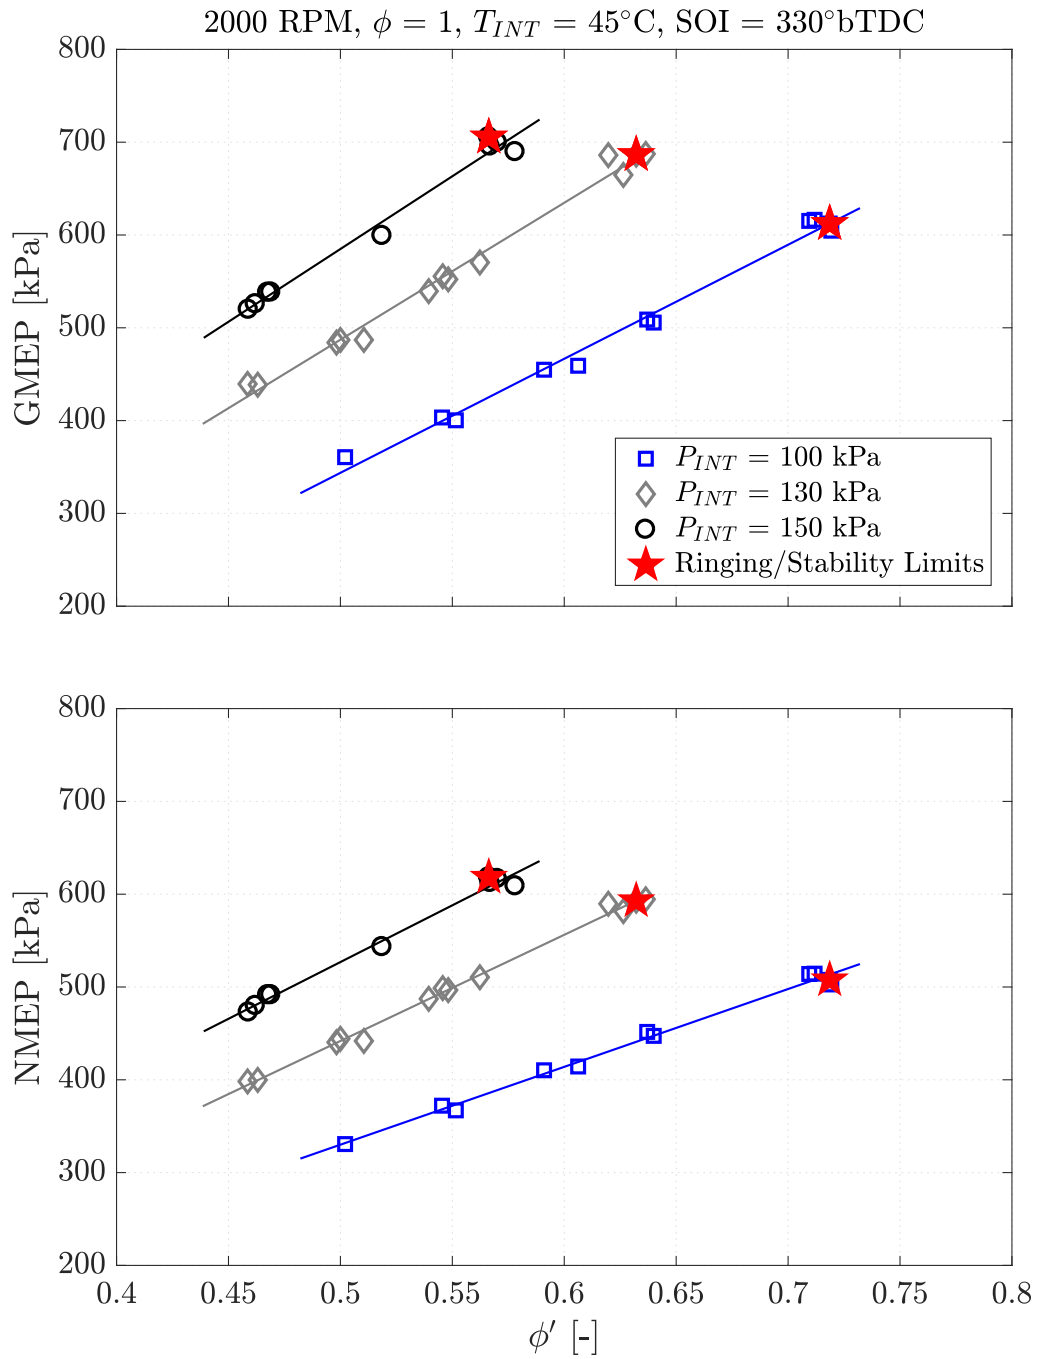 2000 RPM, ϕ = 1, T_INT = 45°C, SOI = 330°bTDC
800
700
600
500
400
300
200
GMEP [kPa]
P_INT = 100 kPa
P_INT = 130 kPa
P_INT = 150 kPa
Ringing/Stability Limits
800
700
600
500
400
300
200
NMEP [kPa]
0.4 0.45 0.5 0.55 0.6 0.65 0.7 0.75 0.8
ϕ′ [-]